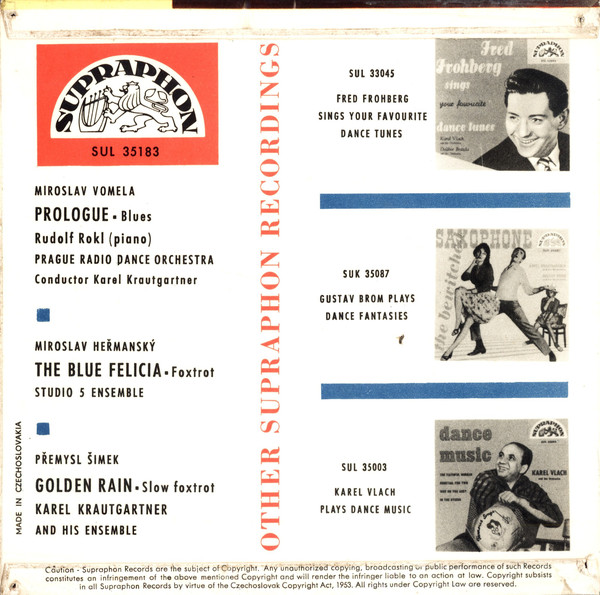 SUPRAPHON
SUL 35183
MIROSLAV VOMELA
PROLOGUE • Blues
Rudolf Rokl (piano)
PRAGUE RADIO DANCE ORCHESTRA
Conductor Karel Krautgartner
MIROSLAV HEŘMANSKÝ
THE BLUE FELICIA • Foxtrot
STUDIO 5 ENSEMBLE
PŘEMYSL ŠIMEK
GOLDEN RAIN • Slow foxtrot
KAREL KRAUTGARTNER
AND HIS ENSEMBLE
MADE IN CZECHOSLOVAKIA
OTHER SUPRAPHON RECORDINGS
SUL 33045
FRED FROHBERG
SINGS YOUR FAVOURITE
DANCE TUNES
Fred
Frohberg
sings
your favourite
dance tunes
Karel Vlach
SUPRAPHON
SUK 35087
GUSTAV BROM PLAYS
DANCE FANTASIES
SAXOPHONE
the bewitched
SUL 35003
KAREL VLACH
PLAYS DANCE MUSIC
SUPRAPHON
dance
music
KAREL VLACH
Caution - Supraphon Records are the subject of Copyright. Any unauthorized copying, broadcasting or public performance of such Records
constitutes an infringement of the above mentioned Copyright and will render the infringer liable to an action at law. Copyright subsists
in all Supraphon Records by virtue of the Czechoslovak Copyright Act, 1953. All rights under Copyright Law are reserved.